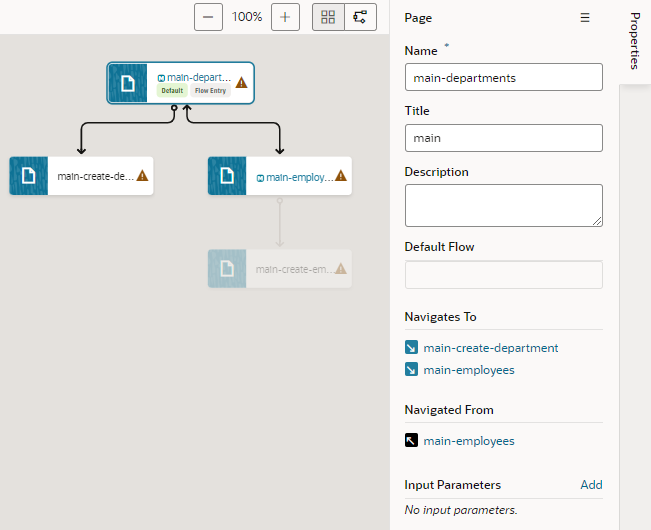 100%
main-depart...
Default
Flow Entry
main-create-de...
main-employ...
main-create-em...
Page
Name *
main-departments
Title
main
Description
Default Flow
Navigates To
main-create-department
main-employees
Navigated From
main-employees
Input Parameters
Add
No input parameters.
Properties